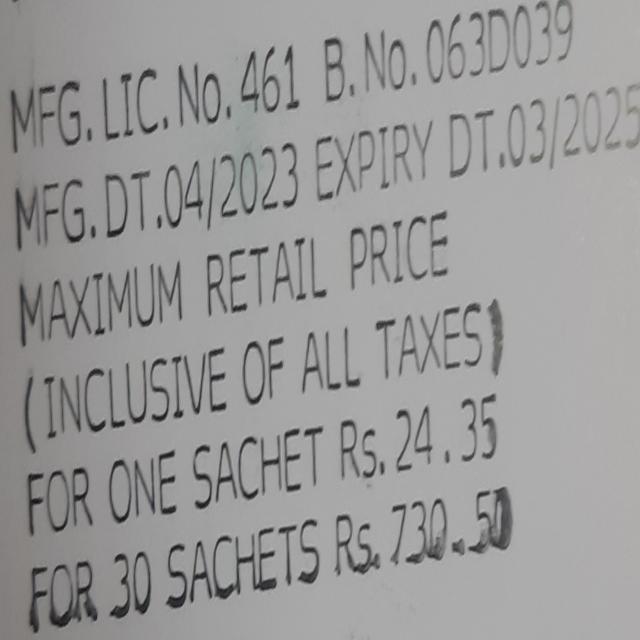 MFG. LIC. No. 461 B. No. 063D039
MFG. DT.04/2023 EXPIRY DT.03/2025
MAXIMUM RETAIL PRICE
(INCLUSIVE OF ALL TAXES)
FOR ONE SACHET Rs. 24.35
FOR 30 SACHETS Rs. 730.50